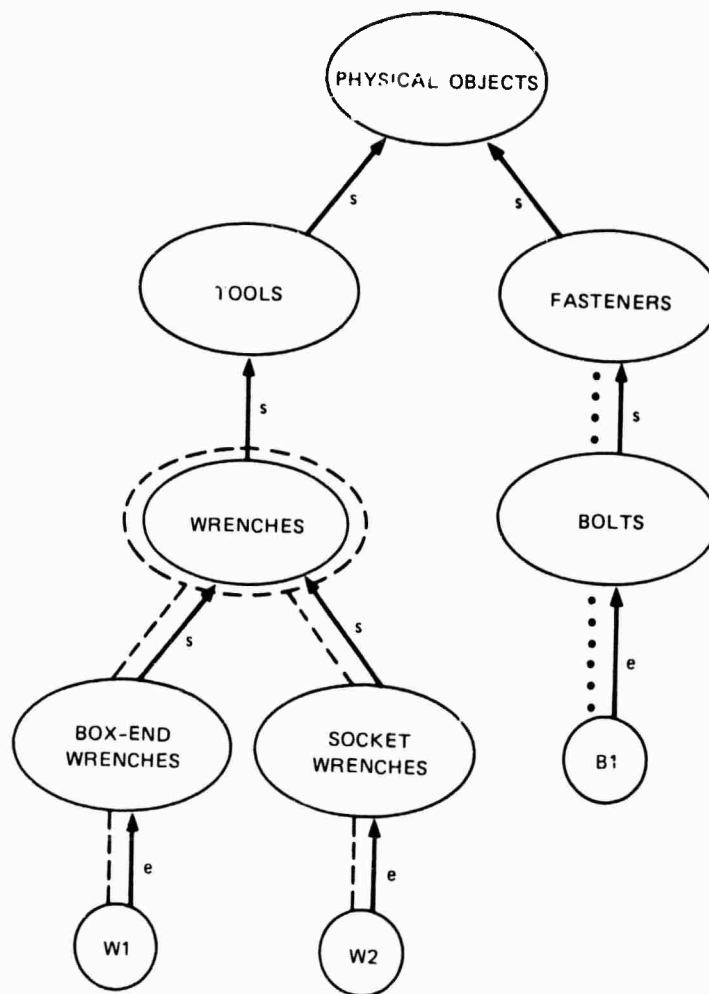 PHYSICAL OBJECTS
s
s
TOOLS
FASTENERS
s
s
WRENCHES
BOLTS
s
s
e
BOX-END
WRENCHES
SOCKET
WRENCHES
B1
e
e
W1
W2